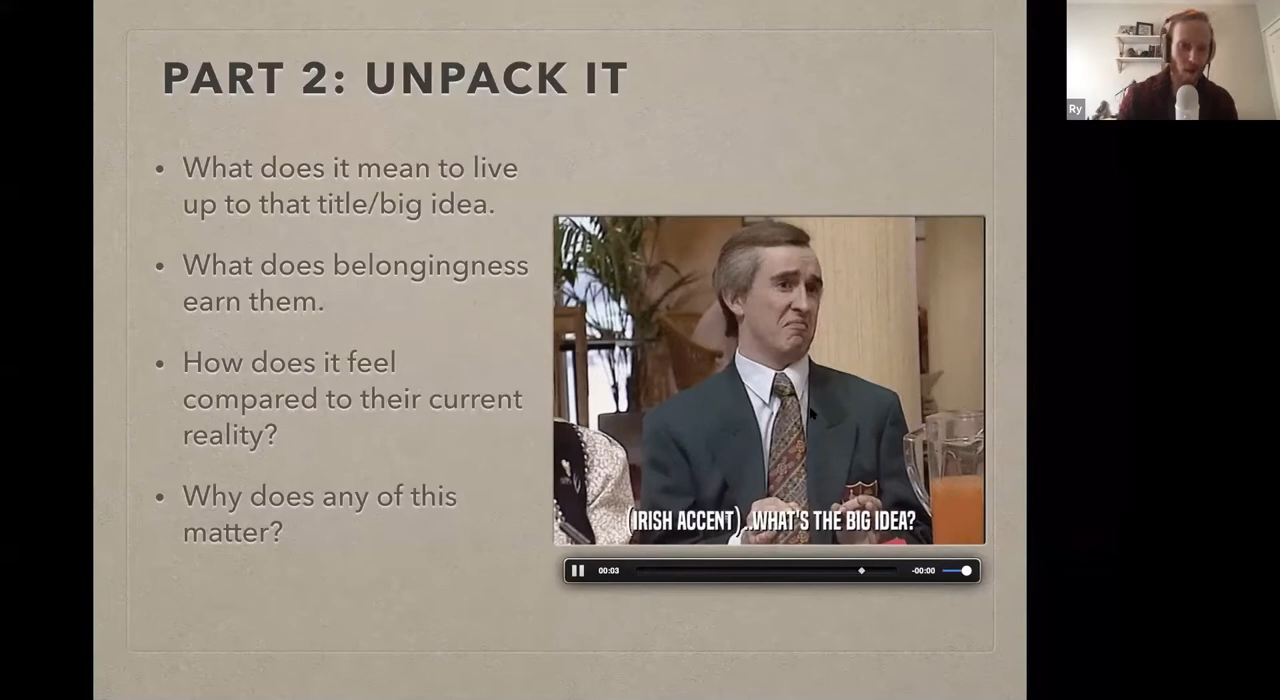 PART 2: UNPACK IT
• What does it mean to live
up to that title/big idea.
• What does belongingness
earn them.
• How does it feel
compared to their current
reality?
• Why does any of this
matter?
(IRISH ACCENT)..WHAT'S THE BIG IDEA?
00:03
-00:00
Ry